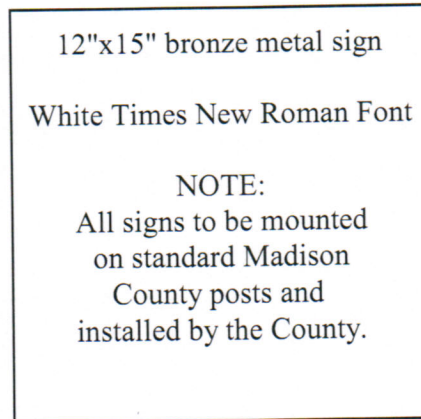 12"x15" bronze metal sign
White Times New Roman Font
NOTE:
All signs to be mounted
on standard Madison
County posts and
installed by the County.